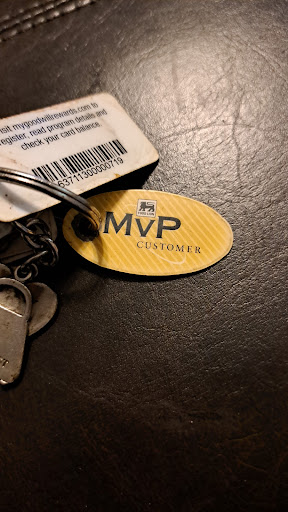 visit mygoodwillrewards.com to
register, read program details and
check your card balance.
63711300000719
MVP
CUSTOMER